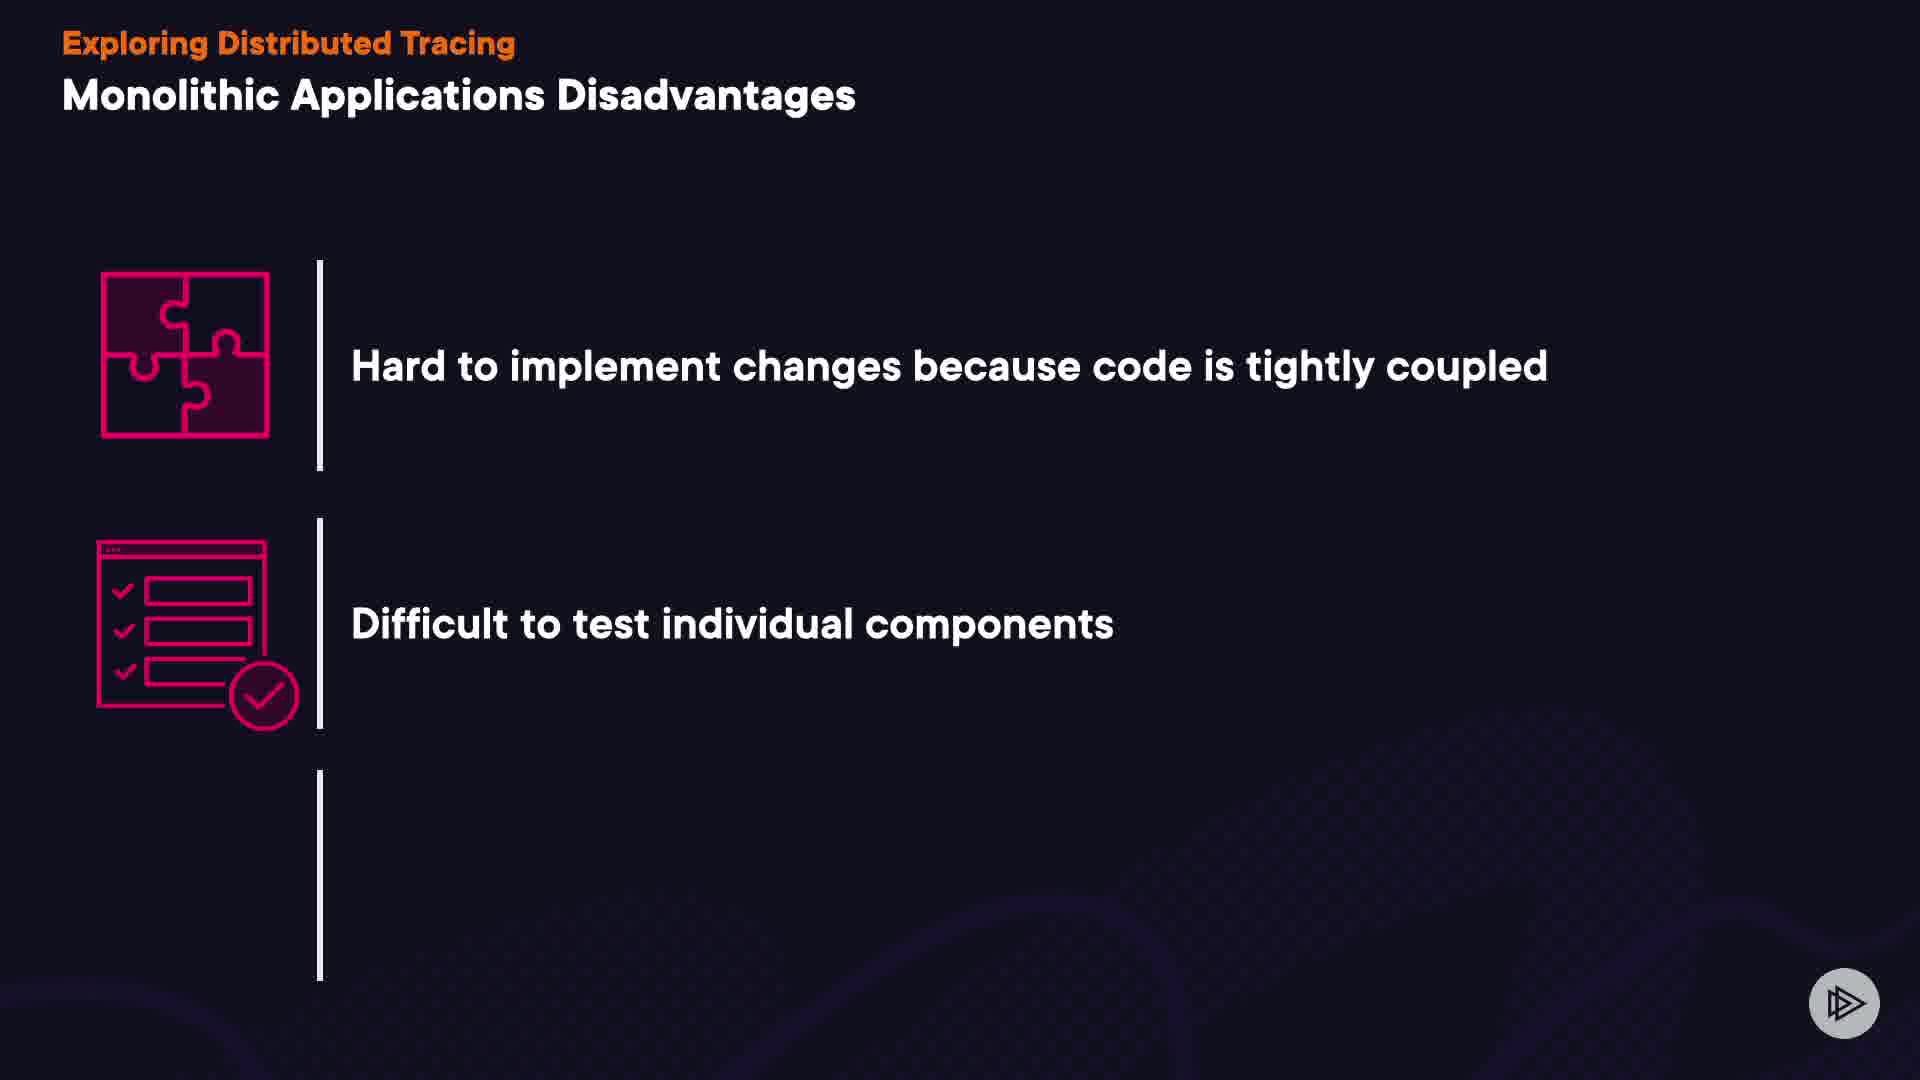 Exploring Distributed Tracing
Monolithic Applications Disadvantages
Hard to implement changes because code is tightly coupled
Difficult to test individual components